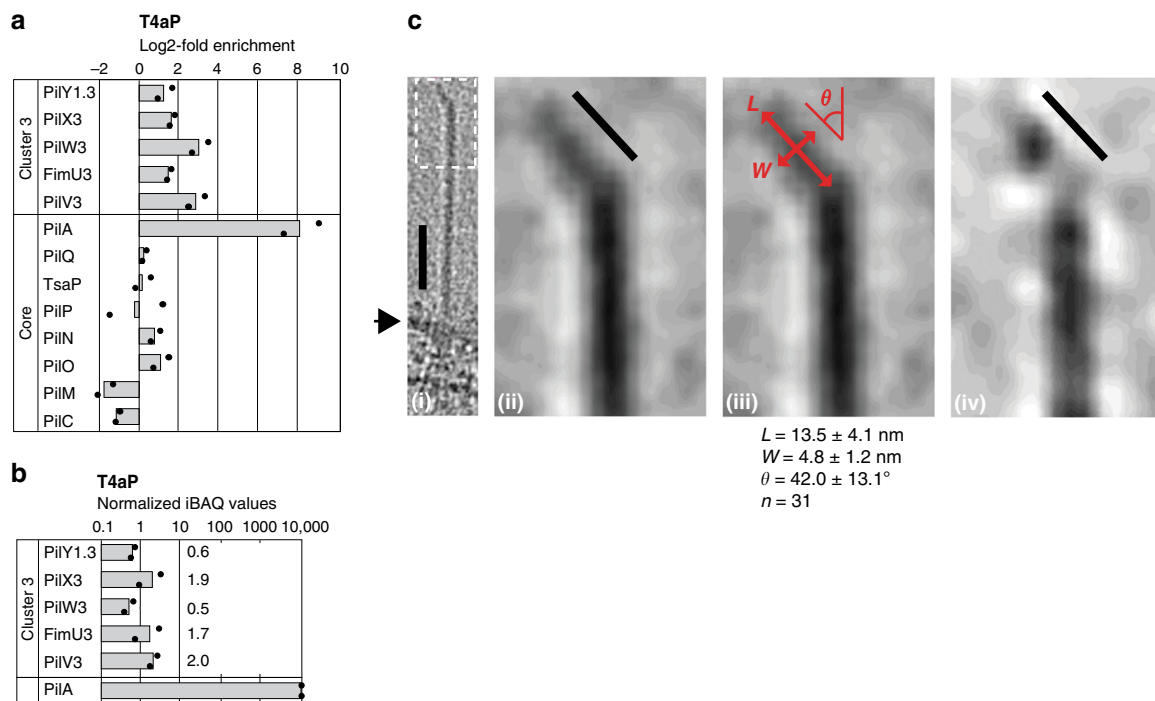 a
T4aP
Log2-fold enrichment
–2 0 2 4 6 8 10
Cluster 3
PilY1.3
PilX3
PilW3
FimU3
PilV3
Core
PilA
PilQ
TsaP
PilP
PilN
PilO
PilM
PilC
b
T4aP
Normalized iBAQ values
0.1 1 10 100 1000 10,000
Cluster 3
PilY1.3 0.6
PilX3 1.9
PilW3 0.5
FimU3 1.7
PilV3 2.0
PilA
c
(i)
(ii)
L
W
θ
(iii)
(iv)
L = 13.5 ± 4.1 nm
W = 4.8 ± 1.2 nm
θ = 42.0 ± 13.1°
n = 31